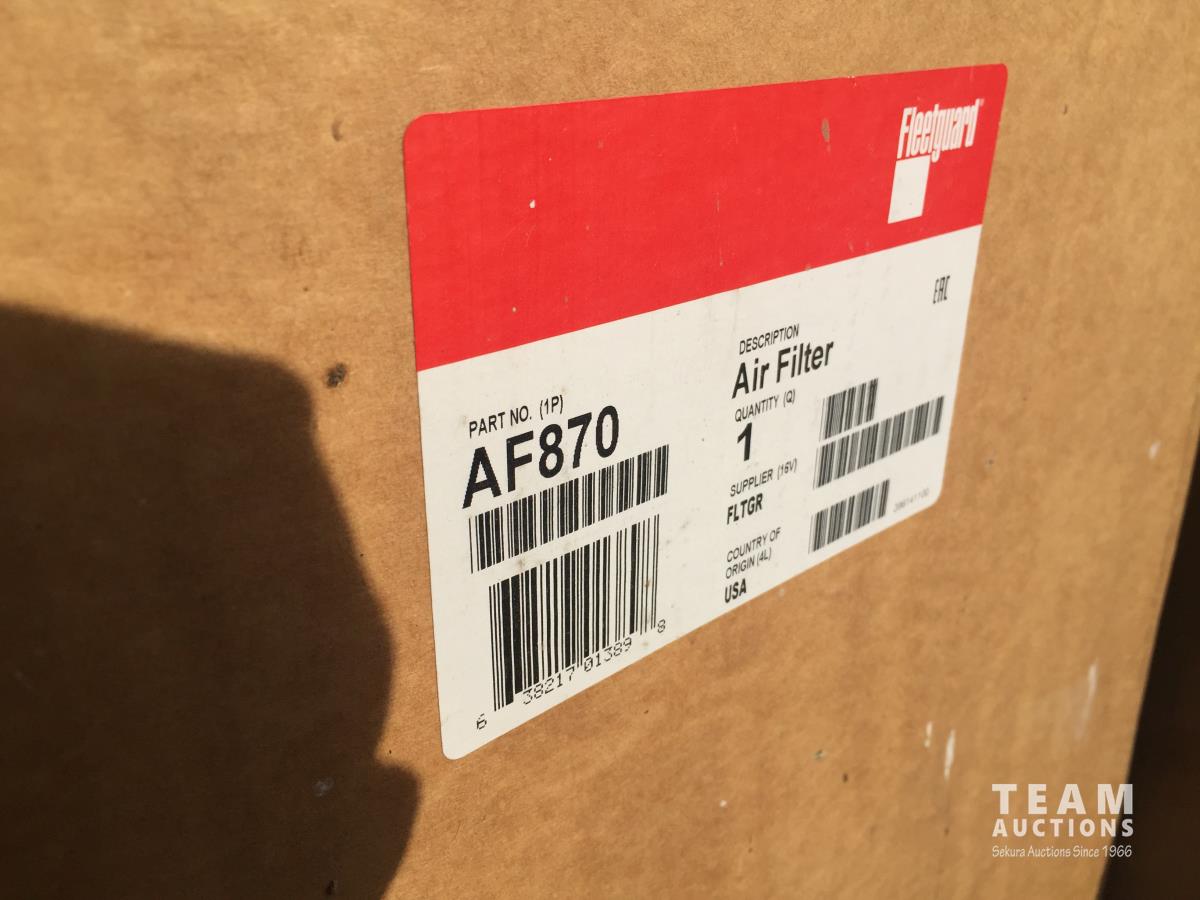 Fleetguard
EAC
PART NO. (1P)
AF870
6 38217 01389 8
DESCRIPTION
Air Filter
QUANTITY (Q)
1
SUPPLIER (16V)
FLTGR
COUNTRY OF
ORIGIN (4L)
USA
TEAM
AUCTIONS
Sekura Auctions Since 1966